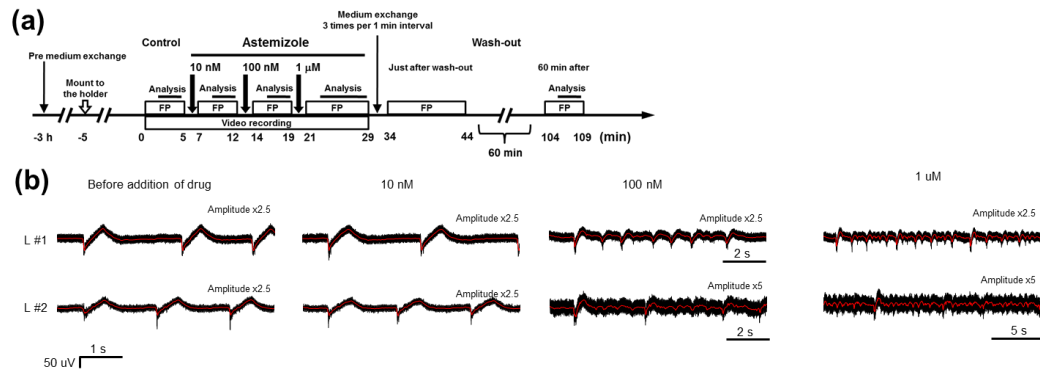 (a)
Medium exchange
3 times per 1 min interval
Control
Astemizole
Wash-out
Pre medium exchange
Mount to
the holder
10 nM
100 nM
1 μM
Just after wash-out
60 min after
Analysis
Analysis
Analysis
Analysis
Analysis
FP
FP
FP
FP
FP
FP
Video recording
-3 h
-5
0
5
7
12
14
19
21
29
34
44
104
109
(min)
60 min
(b)
Before addition of drug
10 nM
100 nM
1 uM
Amplitude x2.5
Amplitude x2.5
Amplitude x2.5
Amplitude x2.5
L #1
2 s
Amplitude x2.5
Amplitude x2.5
Amplitude x5
Amplitude x5
L #2
2 s
5 s
1 s
50 uV